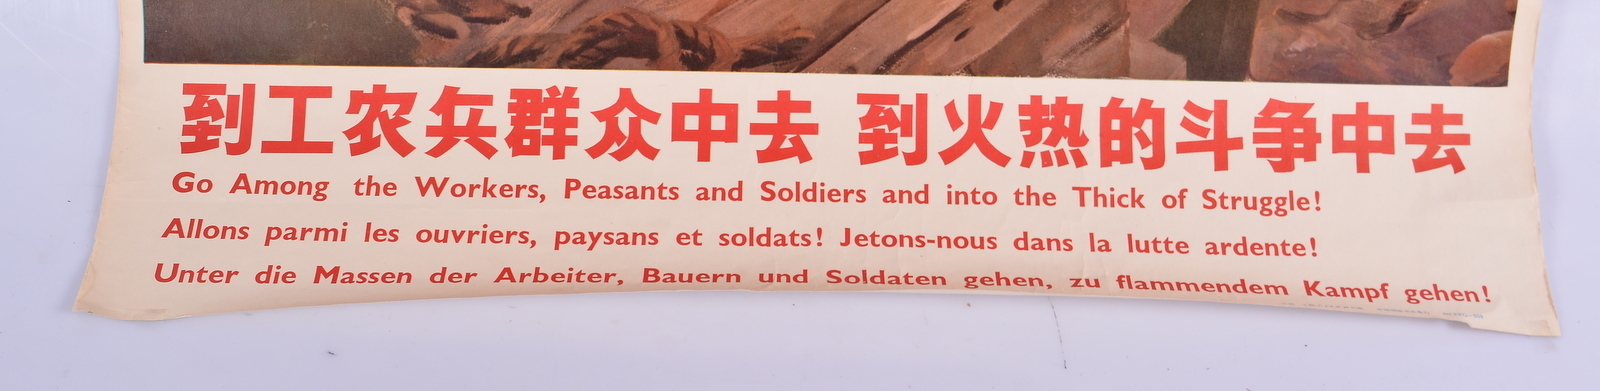 到工农兵群众中去 到火热的斗争中去
Go Among the Workers, Peasants and Soldiers and into the Thick of Struggle!
Allons parmi les ouvriers, paysans et soldats! Jetons-nous dans la lutte ardente!
Unter die Massen der Arbeiter, Bauern und Soldaten gehen, zu flammendem Kampf gehen!